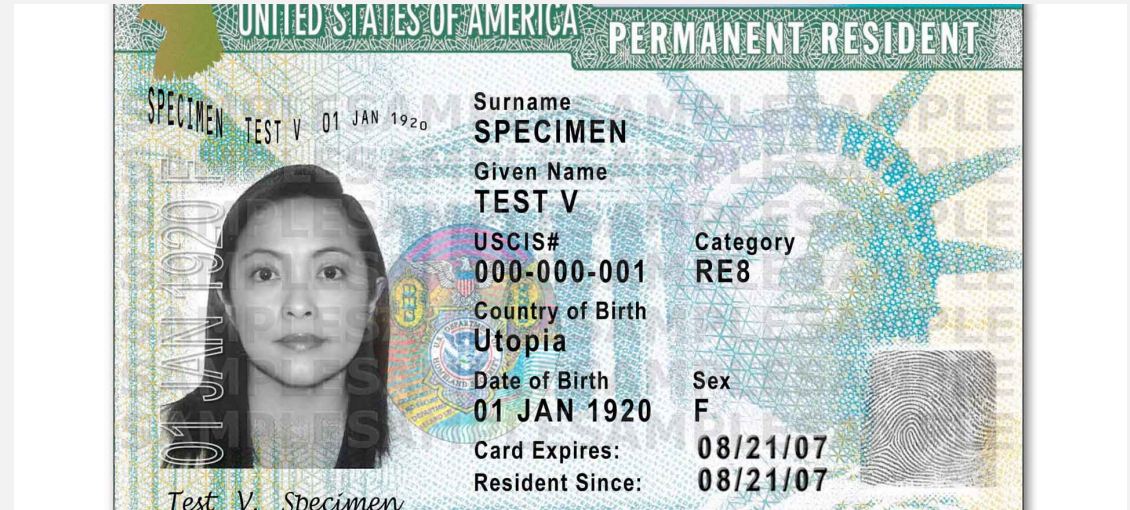 UNITED STATES OF AMERICA
PERMANENT RESIDENT
SPECIMEN TEST V 01 JAN 1920
Surname
SPECIMEN
Given Name
TEST V
USCIS# Category
000-000-001 RE8
Country of Birth
Utopia
Date of Birth Sex
01 JAN 1920 F
Card Expires: 08/21/07
Resident Since: 08/21/07
01 JAN 1920 F
Test V. Specimen